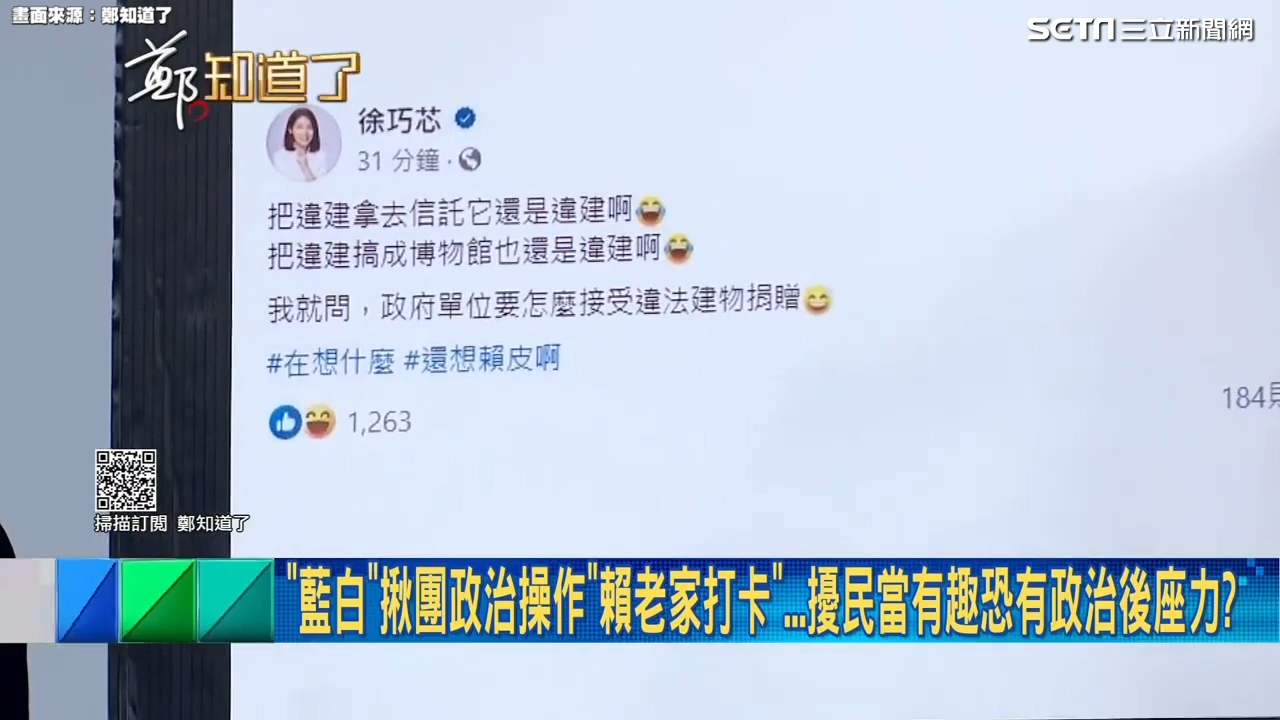 畫面來源：鄭知道了
SETN三立新聞網
鄭知道了
徐巧芯
31 分鐘·
把違建拿去信託它還是違建啊😂
把違建搞成博物館也還是違建啊😂
我就問，政府單位要怎麼接受違法建物捐贈😄
#在想什麼 #還想賴皮啊
1,263
184則
掃描訂閱 鄭知道了
"藍白"揪團政治操作"賴老家打卡"...擾民當有趣恐有政治後座力?